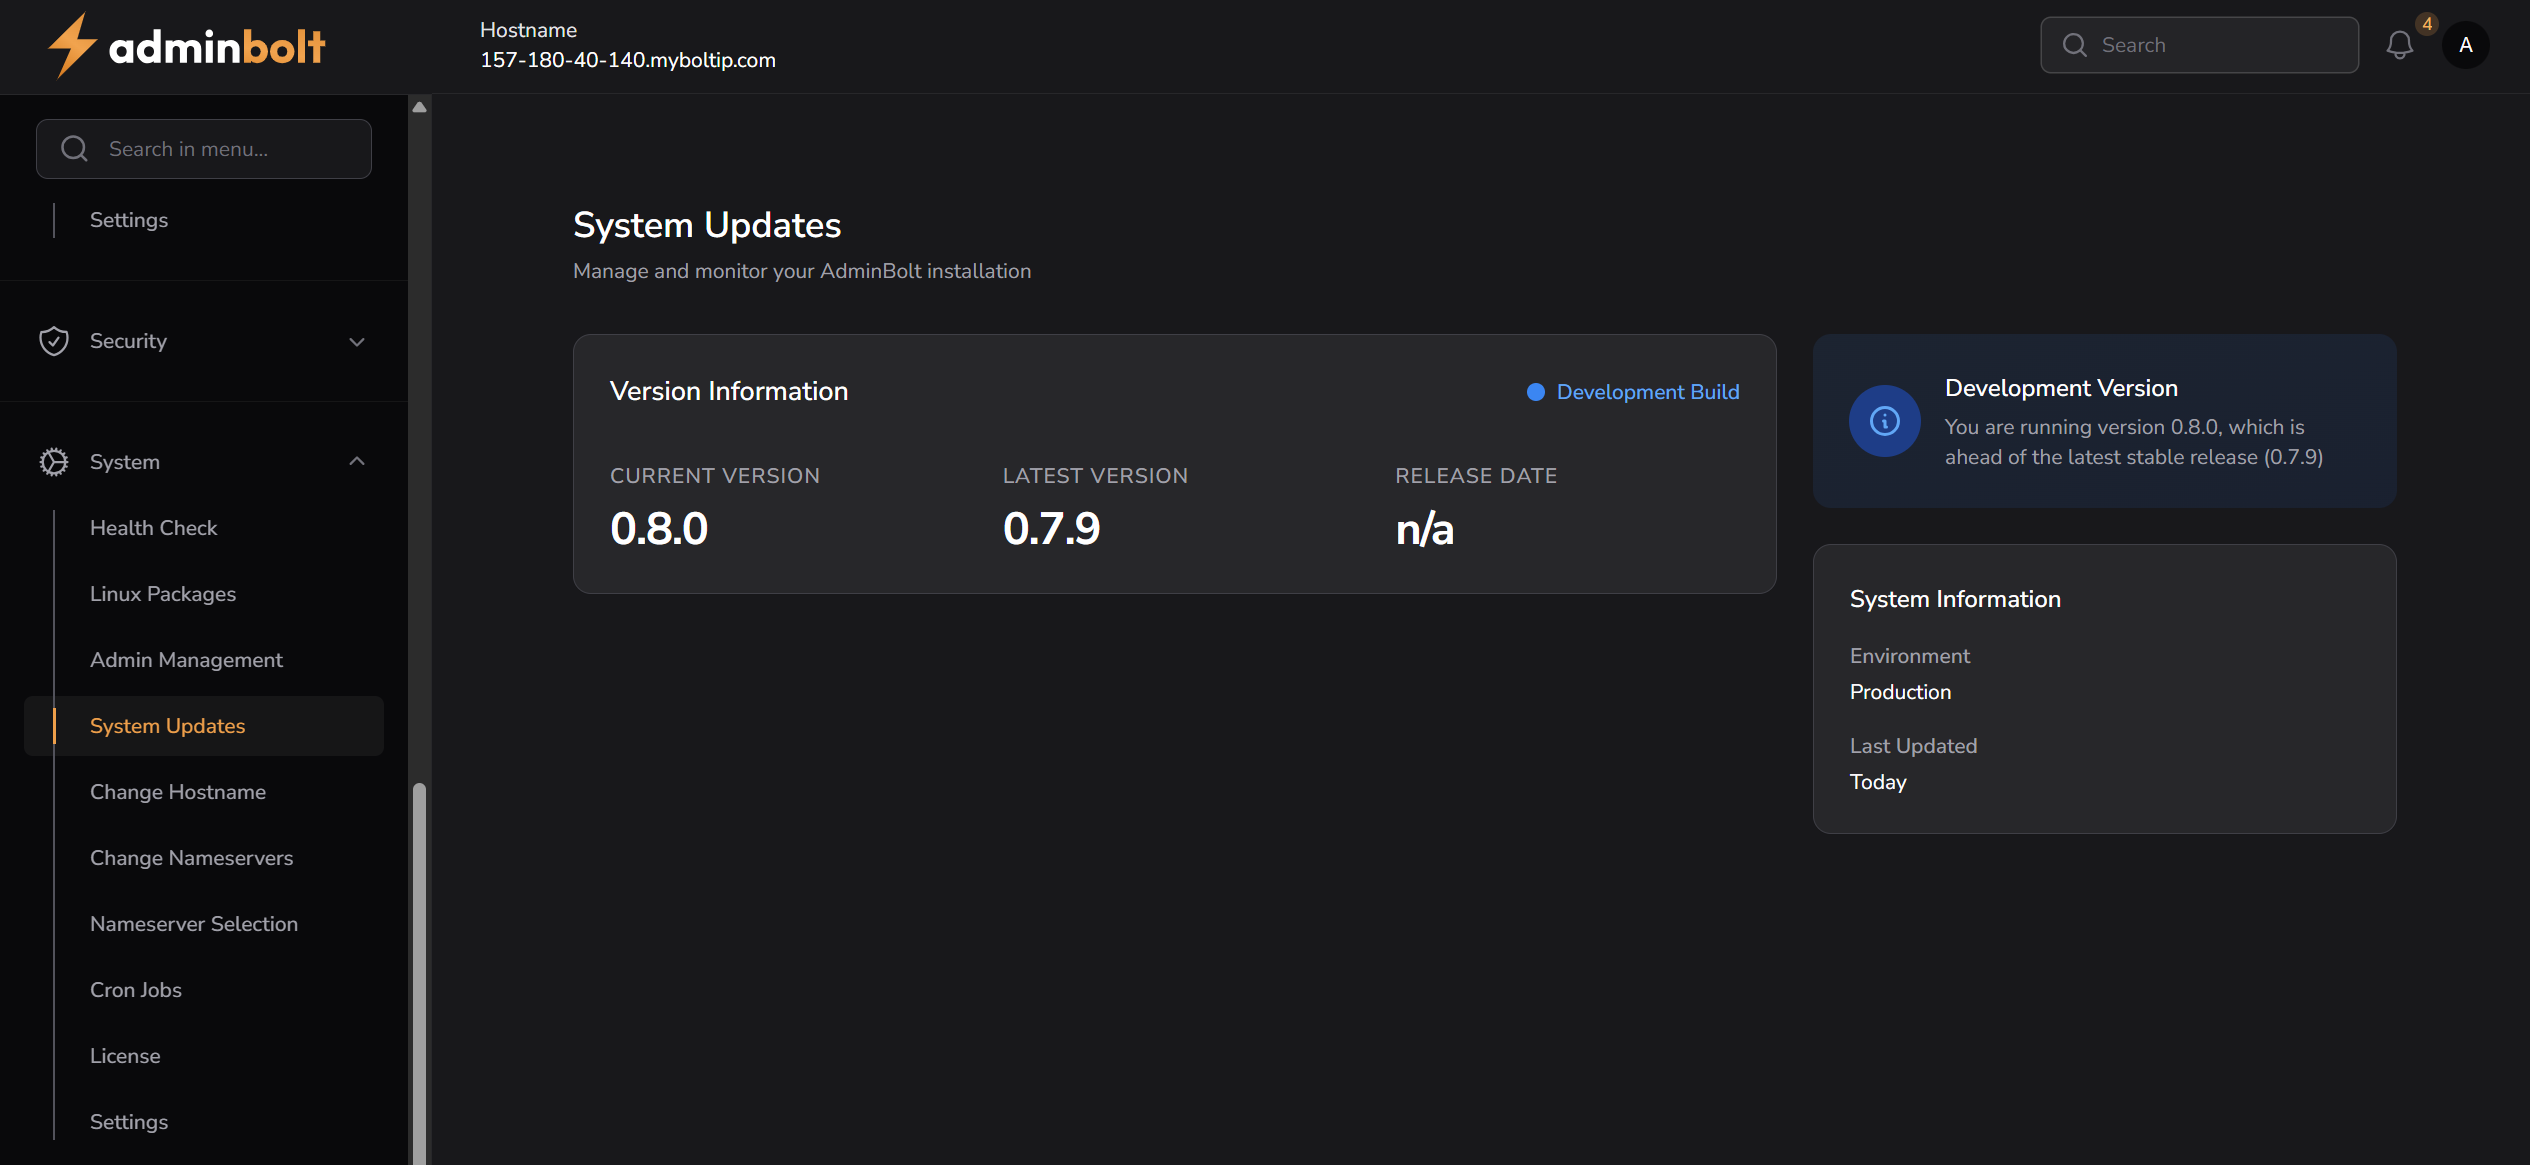 adminbolt
Hostname
157-180-40-140.myboltip.com
Search
4
A
Search in menu...
Settings
Security
System
Health Check
Linux Packages
Admin Management
System Updates
Change Hostname
Change Nameservers
Nameserver Selection
Cron Jobs
License
Settings
System Updates
Manage and monitor your AdminBolt installation
Version Information
Development Build
CURRENT VERSION
0.8.0
LATEST VERSION
0.7.9
RELEASE DATE
n/a
Development Version
You are running version 0.8.0, which is
ahead of the latest stable release (0.7.9)
System Information
Environment
Production
Last Updated
Today